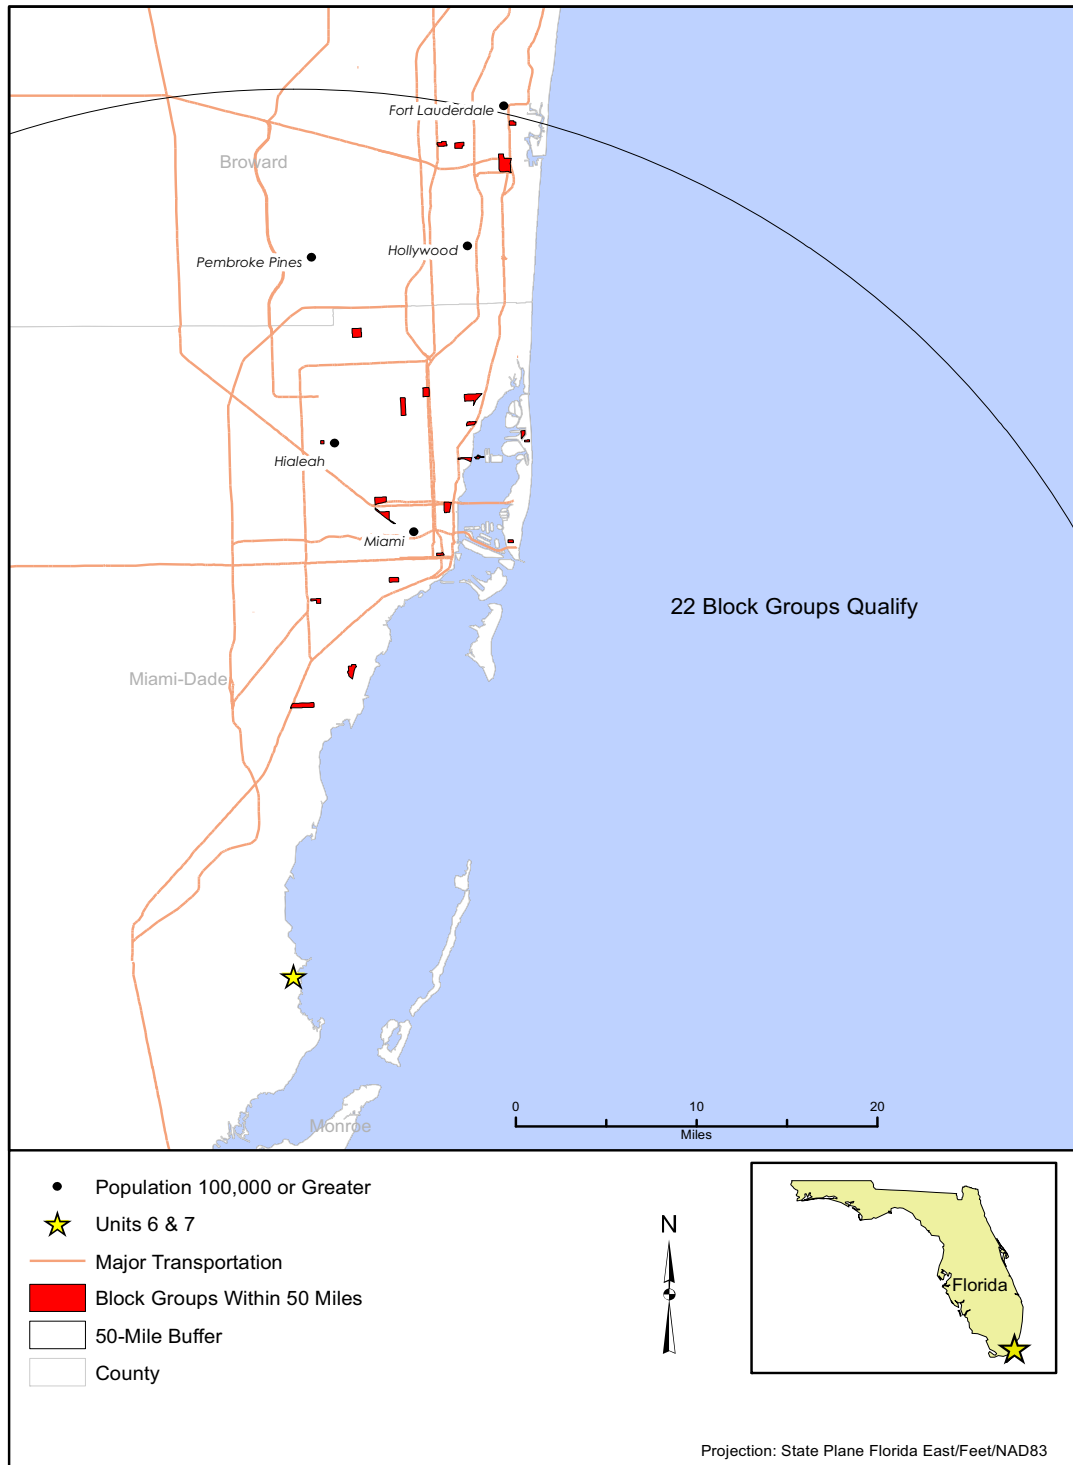 Fort Lauderdale
Broward
Hollywood
Pembroke Pines
Hialeah
Miami
22 Block Groups Qualify
Miami-Dade
Monroe
0 10 20
Miles
Population 100,000 or Greater
Units 6 & 7
Major Transportation
Block Groups Within 50 Miles
50-Mile Buffer
County
N
Florida
Projection: State Plane Florida East/Feet/NAD83